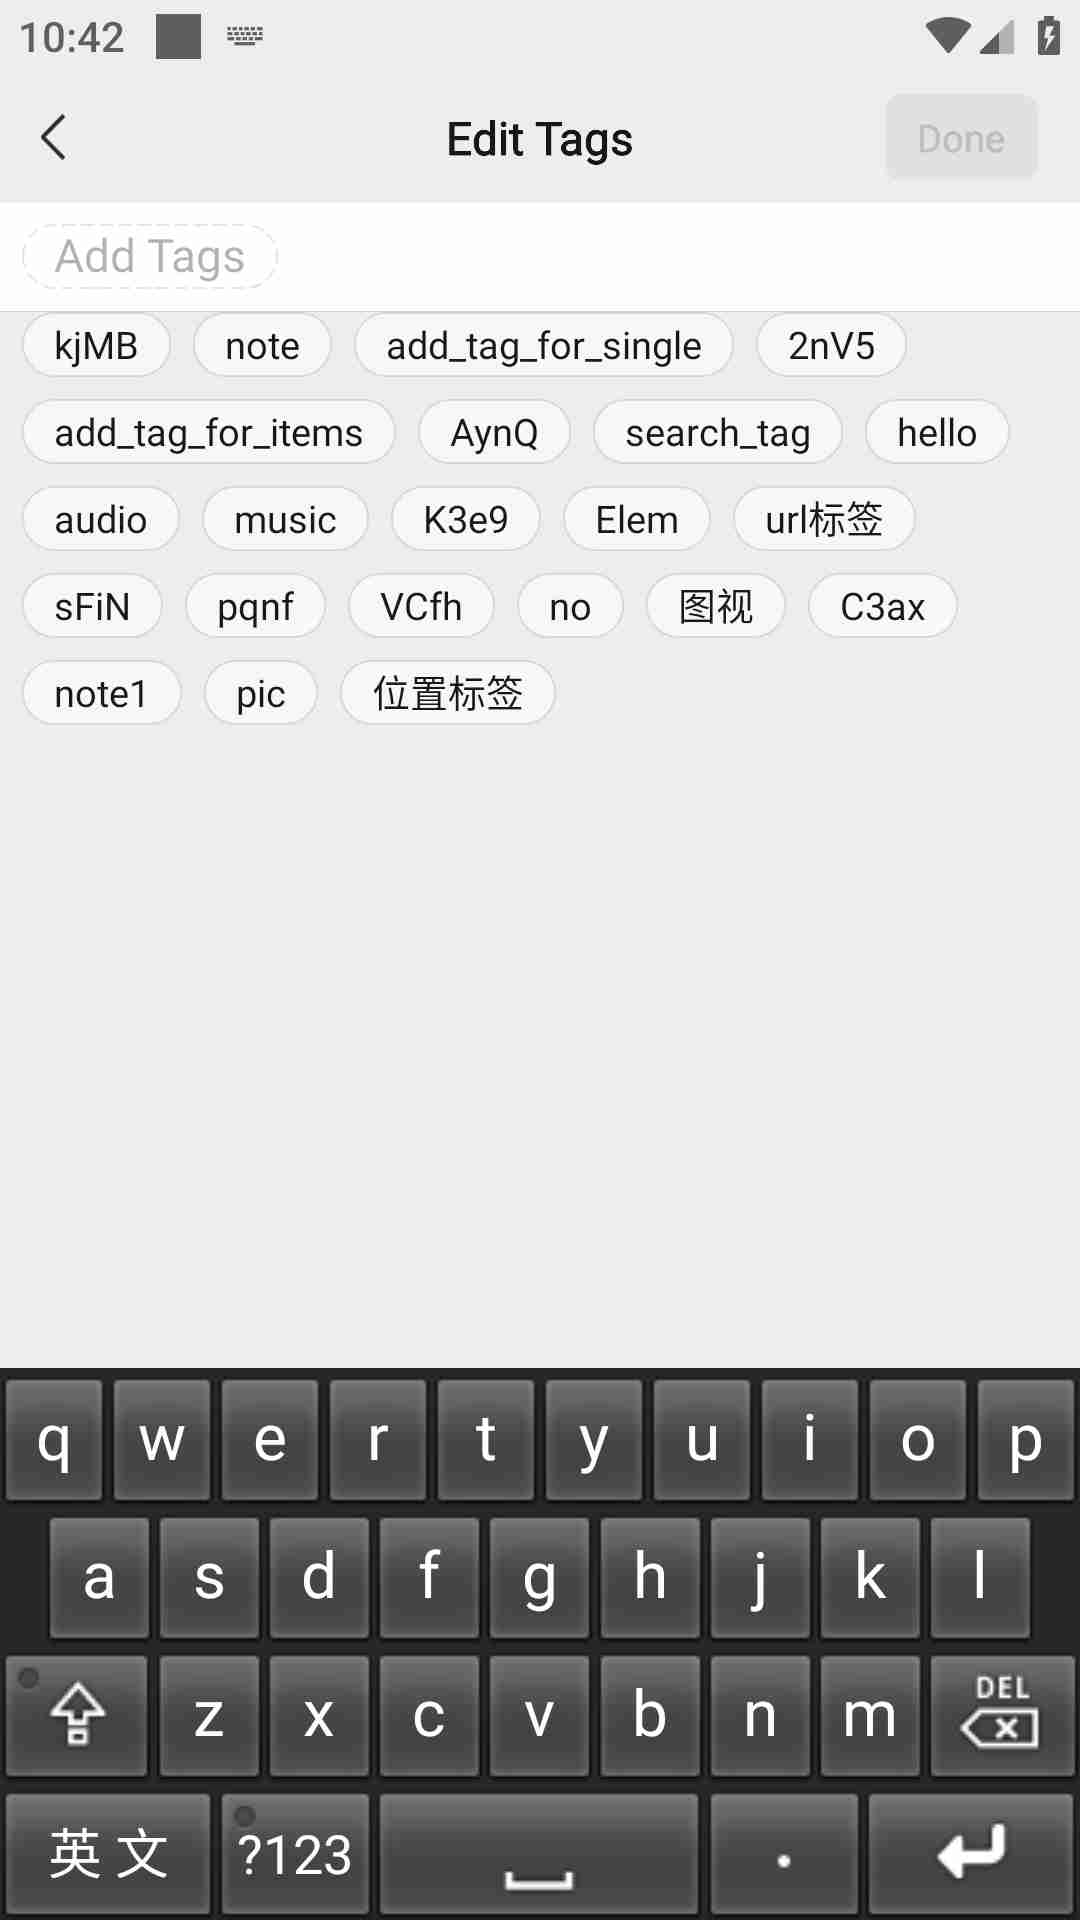 10:42
Edit Tags Done
Add Tags
kjMB note add_tag_for_single 2nV5
add_tag_for_items AynQ search_tag hello
audio music K3e9 Elem url标签
sFiN pqnf VCfh no 图视 C3ax
note1 pic 位置标签
q w e r t y u i o p
a s d f g h j k l
z x c v b n m DEL
英文 ?123 .